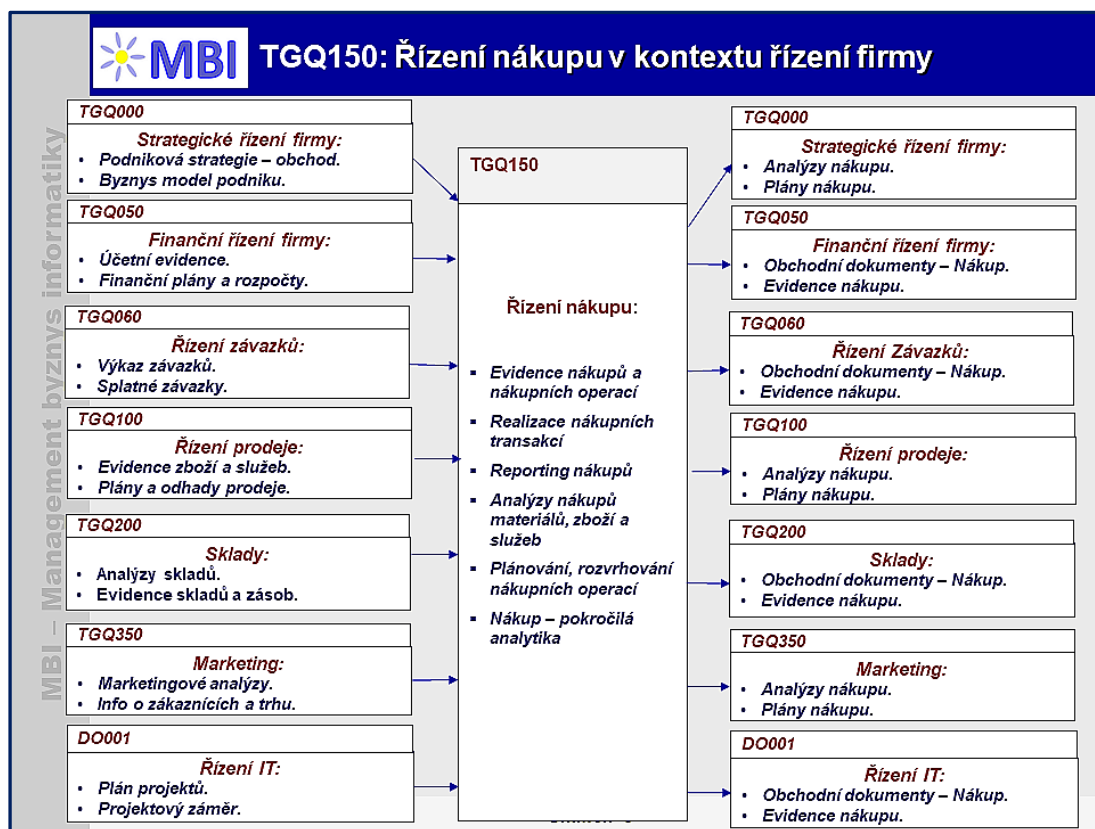 MBI
TGQ150: Řízení nákupu v kontextu řízení firmy
MBI – Management byznys informatiky
TGQ000
Strategické řízení firmy:
• Podniková strategie – obchod.
• Byznys model podniku.
TGQ050
Finanční řízení firmy:
• Účetní evidence.
• Finanční plány a rozpočty.
TGQ060
Řízení závazků:
• Výkaz závazků.
• Splatné závazky.
TGQ100
Řízení prodeje:
• Evidence zboží a služeb.
• Plány a odhady prodeje.
TGQ200
Sklady:
• Analýzy skladů.
• Evidence skladů a zásob.
TGQ350
Marketing:
• Marketingové analýzy.
• Info o zákaznících a trhu.
DO001
Řízení IT:
• Plán projektů.
• Projektový záměr.
TGQ150
Řízení nákupu:
▪ Evidence nákupů a
nákupních operací
▪ Realizace nákupních
transakcí
▪ Reporting nákupů
▪ Analýzy nákupů
materiálů, zboží a
služeb
▪ Plánování, rozvrhování
nákupních operací
▪ Nákup – pokročilá
analytika
TGQ000
Strategické řízení firmy:
• Analýzy nákupu.
• Plány nákupu.
TGQ050
Finanční řízení firmy:
• Obchodní dokumenty – Nákup.
• Evidence nákupu.
TGQ060
Řízení Závazků:
• Obchodní dokumenty – Nákup.
• Evidence nákupu.
TGQ100
Řízení prodeje:
• Analýzy nákupu.
• Plány nákupu.
TGQ200
Sklady:
• Obchodní dokumenty – Nákup.
• Evidence nákupu.
TGQ350
Marketing:
• Analýzy nákupu.
• Plány nákupu.
DO001
Řízení IT:
• Obchodní dokumenty – Nákup.
• Evidence nákupu.